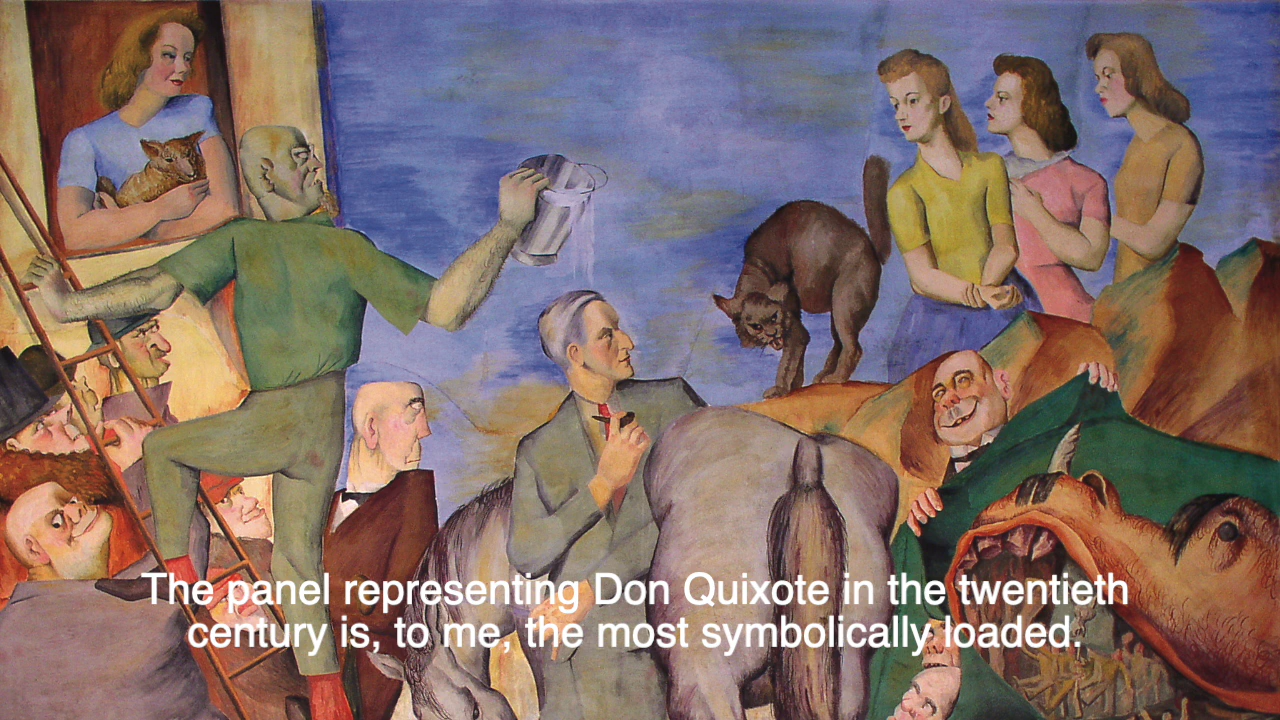 The panel representing Don Quixote in the twentieth
century is, to me, the most symbolically loaded.